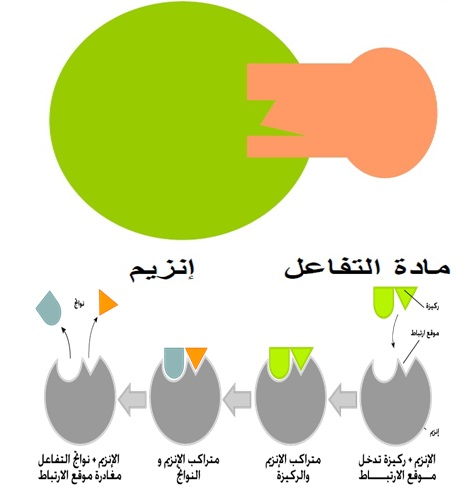 مادة التفاعل
إنزيم
ركيزة
موقع ارتباط
إنزيم
نواتج
الإنزيم + ركيزة تدخل
موقع الارتباط
متراكب الإنزيم
والركيزة
متراكب الإنزيم و
النواتج
الإنزيم + نواتج التفاعل
مغادرة موقع الارتباط